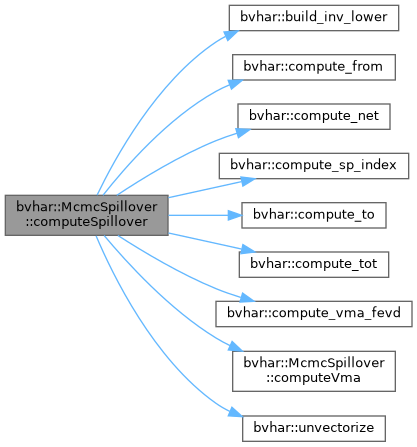 bvhar::McmcSpillover
::computeSpillover
bvhar::build_inv_lower
bvhar::compute_from
bvhar::compute_net
bvhar::compute_sp_index
bvhar::compute_to
bvhar::compute_tot
bvhar::compute_vma_fevd
bvhar::McmcSpillover
::computeVma
bvhar::unvectorize